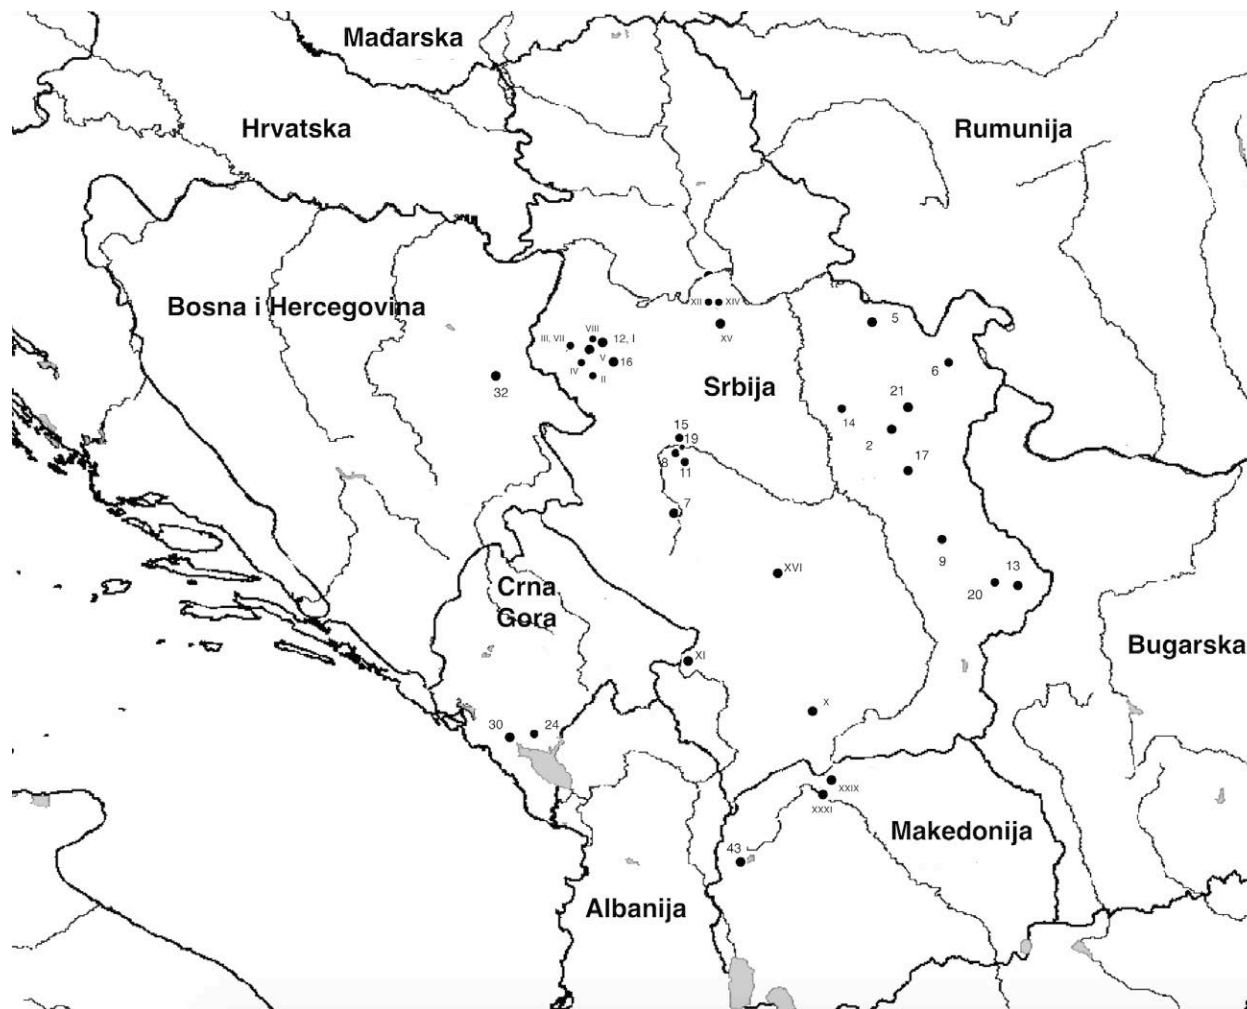 Mađarska
Hrvatska
Rumunija
Bosna i Hercegovina
XII
XIV
5
VIII
III, VII
12, I
XV
V
16
IV
II
6
32
Srbija
21
14
15
2
19
8
11
17
7
9
XVI
13
20
Crna
Gora
Bugarska
XI
X
30
24
XXIX
XXXI
Makedonija
43
Albanija